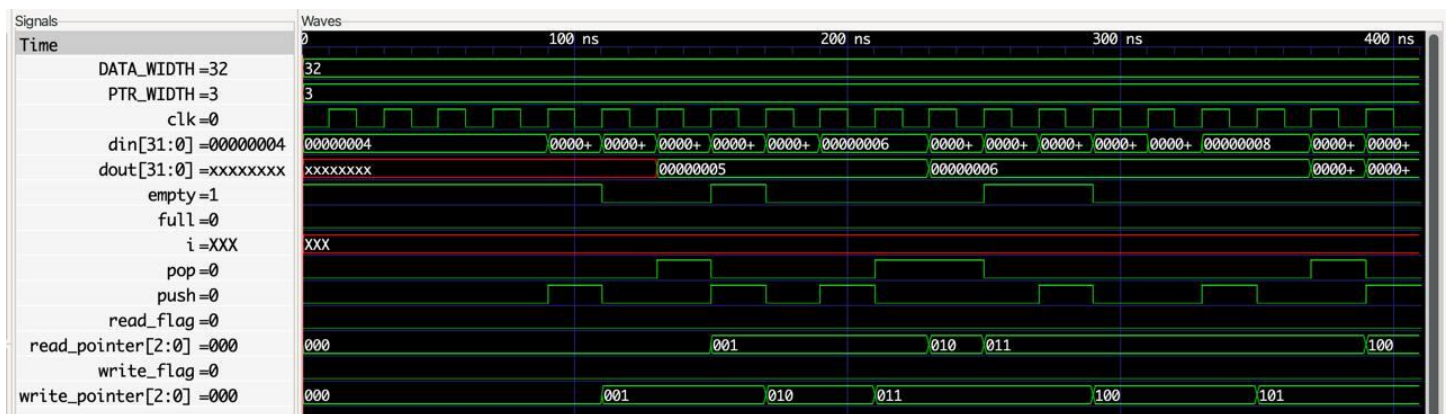 Signals Waves
Time 0 100 ns 200 ns 300 ns 400 ns
DATA_WIDTH =32 32
PTR_WIDTH =3 3
clk=0
din[31:0] =00000004 00000004 0000+ 0000+ 0000+ 0000+ 0000+ 00000006 0000+ 0000+ 0000+ 0000+ 0000+ 00000008 0000+ 0000+
dout[31:0] =xxxxxxxx xxxxxxxx 00000005 00000006 0000+ 0000+
empty=1
full=0
i=XXX XXX
pop=0
push=0
read_flag=0
read_pointer[2:0] =000 000 001 010 011 100
write_flag=0
write_pointer[2:0] =000 000 001 010 011 100 101